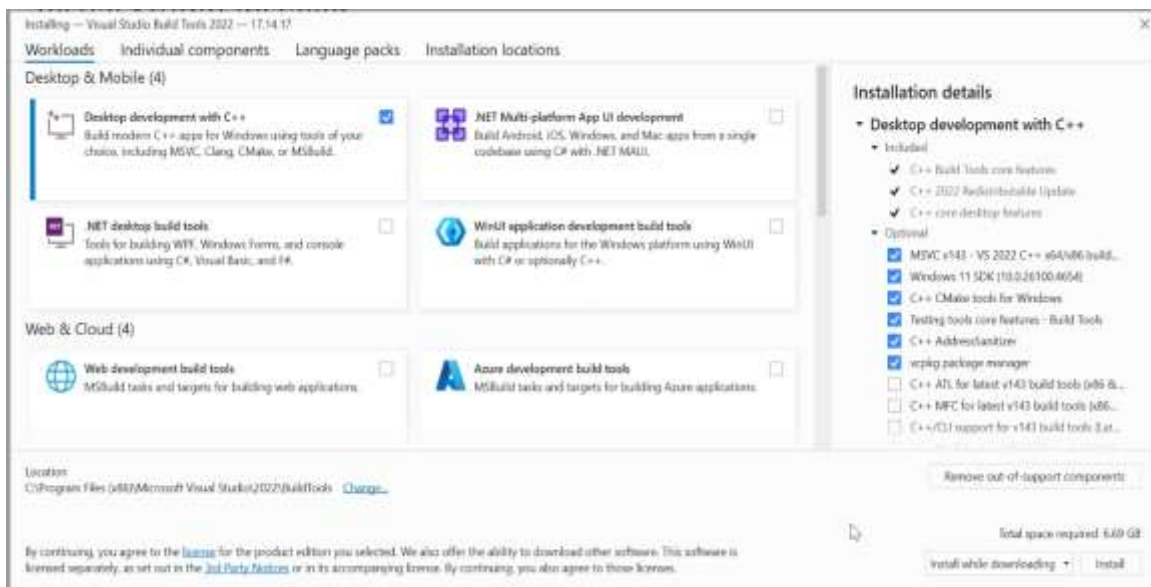 Installing — Visual Studio Build Tools 2022 — 17.14.17
Workloads Individual components Language packs Installation locations
Desktop & Mobile (4)
Desktop development with C++
Build modern C++ apps for Windows using tools of your
choice, including MSVC, Clang, CMake, or MSBuild.
.NET Multi-platform App UI development
Build Android, iOS, Windows, and Mac apps from a single
codebase using C# with .NET MAUI.
.NET desktop build tools
Tools for building WPF, Windows Forms, and console
applications using C#, Visual Basic, and F#.
WinUI application development build tools
Build applications for the Windows platform using WinUI
with C# or optionally C++.
Web & Cloud (4)
Web development build tools
MSBuild tasks and targets for building web applications.
Azure development build tools
MSBuild tasks and targets for building Azure applications.
Installation details
Desktop development with C++
Included
C++ Build Tools core features
C++ 2022 Redistributable Update
C++ core desktop features
Optional
MSVC v143 - VS 2022 C++ x64/x86 build...
Windows 11 SDK (10.0.26100.4654)
C++ CMake tools for Windows
Testing tools core features - Build Tools
C++ AddressSanitizer
vcpkg package manager
C++ ATL for latest v143 build tools (x86 &...
C++ MFC for latest v143 build tools (x86...
C++/CLI support for v143 build tools (Lat...
Location
C:\Program Files (x86)\Microsoft Visual Studio\2022\BuildTools Change...
Remove out-of-support components
Total space required 6.69 GB
By continuing, you agree to the license for the product edition you selected. We also offer the ability to download other software. This software is
licensed separately, as set out in the 3rd Party Notices or in its accompanying license. By continuing, you also agree to those licenses.
Install while downloading Install